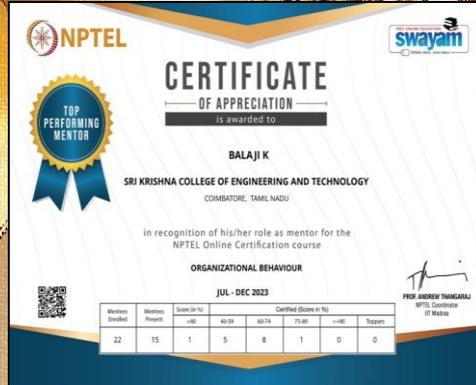 NPTEL
FREE ONLINE EDUCATION
swayam
CERTIFICATE
OF APPRECIATION
is awarded to
TOP
PERFORMING
MENTOR
BALAJI K
SRI KRISHNA COLLEGE OF ENGINEERING AND TECHNOLOGY
COIMBATORE, TAMIL NADU
in recognition of his/her role as mentor for the
NPTEL Online Certification course
ORGANIZATIONAL BEHAVIOUR
JUL - DEC 2023
PROF. ANDREW THANGARAJ
NPTEL Coordinator
IIT Madras
Mentees Enrolled Mentees Present Score (in %) Certified (Score in %)
<40 40-59 60-74 75-89 >=90 Toppers
22 15 1 5 8 1 0 0